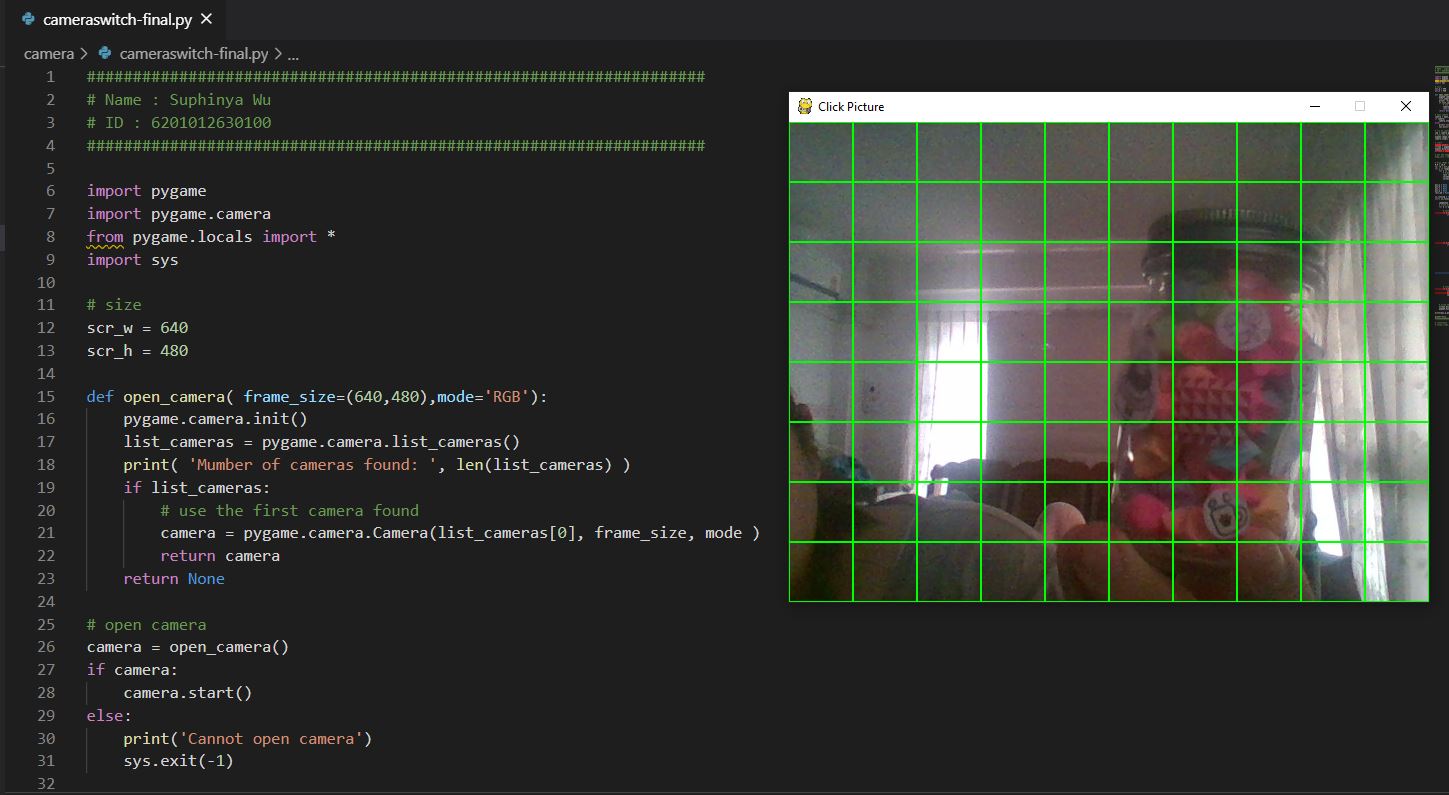 cameraswitch-final.py
camera > cameraswitch-final.py > ...
1 ###################################################################
2 # Name : Suphinya Wu
3 # ID : 6201012630100
4 ###################################################################
5
6 import pygame
7 import pygame.camera
8 from pygame.locals import *
9 import sys
10
11 # size
12 scr_w = 640
13 scr_h = 480
14
15 def open_camera( frame_size=(640,480),mode='RGB'):
16 pygame.camera.init()
17 list_cameras = pygame.camera.list_cameras()
18 print( 'Mumber of cameras found: ', len(list_cameras) )
19 if list_cameras:
20 # use the first camera found
21 camera = pygame.camera.Camera(list_cameras[0], frame_size, mode )
22 return camera
23 return None
24
25 # open camera
26 camera = open_camera()
27 if camera:
28 camera.start()
29 else:
30 print('Cannot open camera')
31 sys.exit(-1)
32
Click Picture